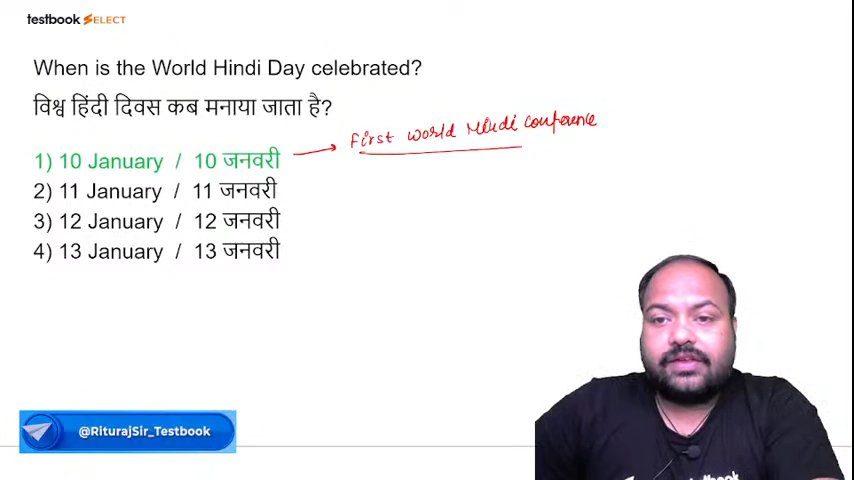 testbook SELECT
When is the World Hindi Day celebrated?
विश्व हिंदी दिवस कब मनाया जाता है?
First world Hindi conference
1) 10 January / 10 जनवरी
2) 11 January / 11 जनवरी
3) 12 January / 12 जनवरी
4) 13 January / 13 जनवरी
@RiturajSir_Testbook
testbook